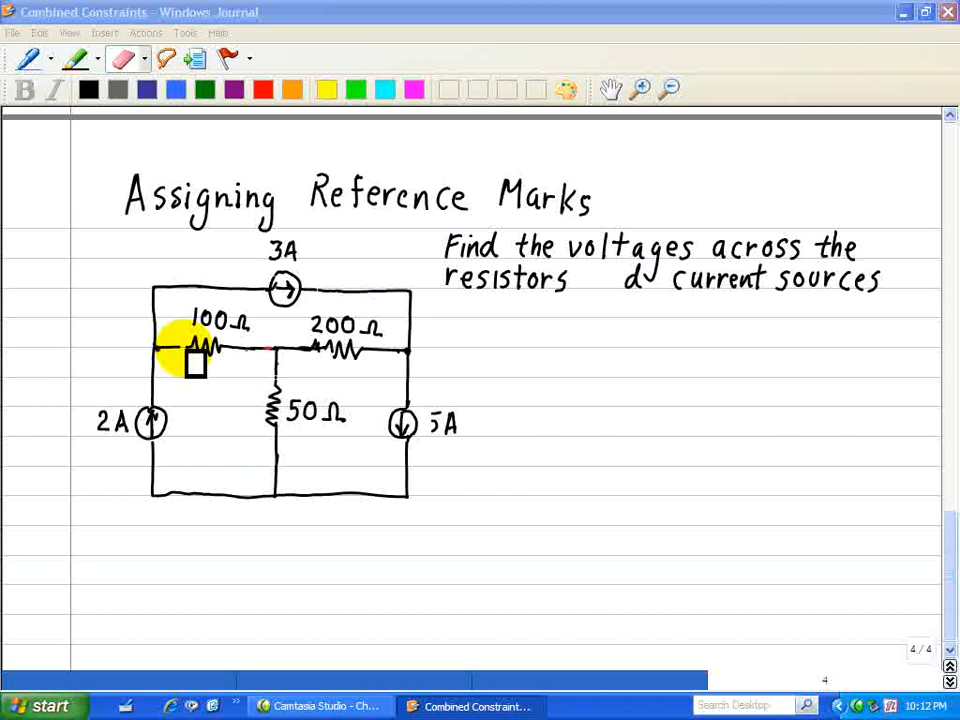 Combined Constraints – Windows Journal
File Edit View Insert Actions Tools Help
B I
Assigning Reference Marks
Find the voltages across the
resistors d current sources
3A
100Ω
200Ω
2A
50Ω
5A
4 / 4
4
start
Camtasia Studio - Ch...
Combined Constraint...
Search Desktop
10:12 PM